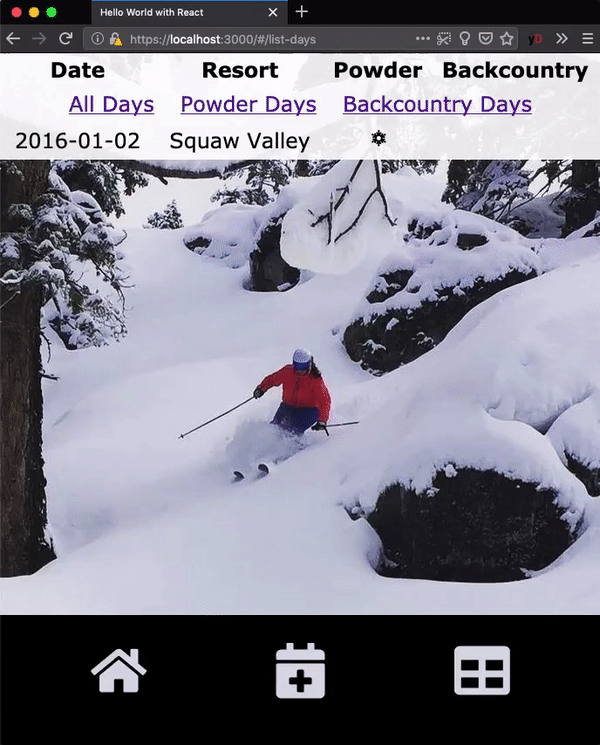 Hello World with React
https://localhost:3000/#/list-days
yD
Date Resort Powder Backcountry
All Days Powder Days Backcountry Days
2016-01-02 Squaw Valley